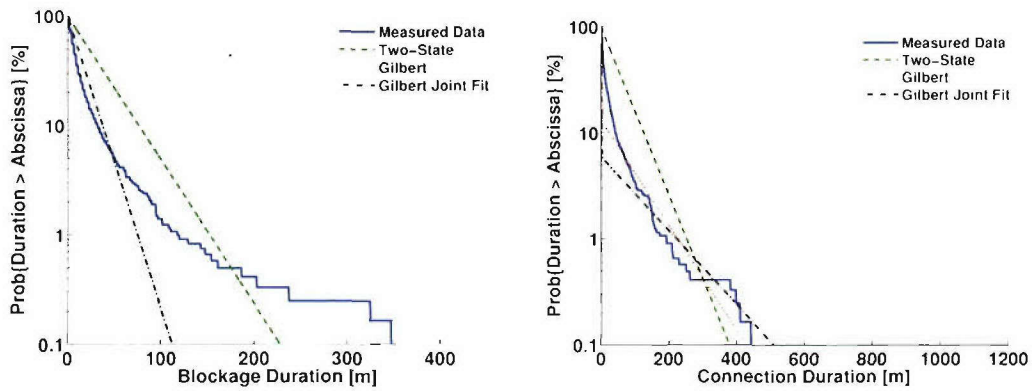 100
10
1
0.1
Prob{Duration > Abscissa} [%]
0
100
200
300
400
Blockage Duration [m]
Measured Data
Two-State
Gilbert
Gilbert Joint Fit
100
10
1
0.1
Prob{Duration > Abscissa} [%]
0
200
400
600
800
1000
1200
Connection Duration [m]
Measured Data
Two-State
Gilbert
Gilbert Joint Fit